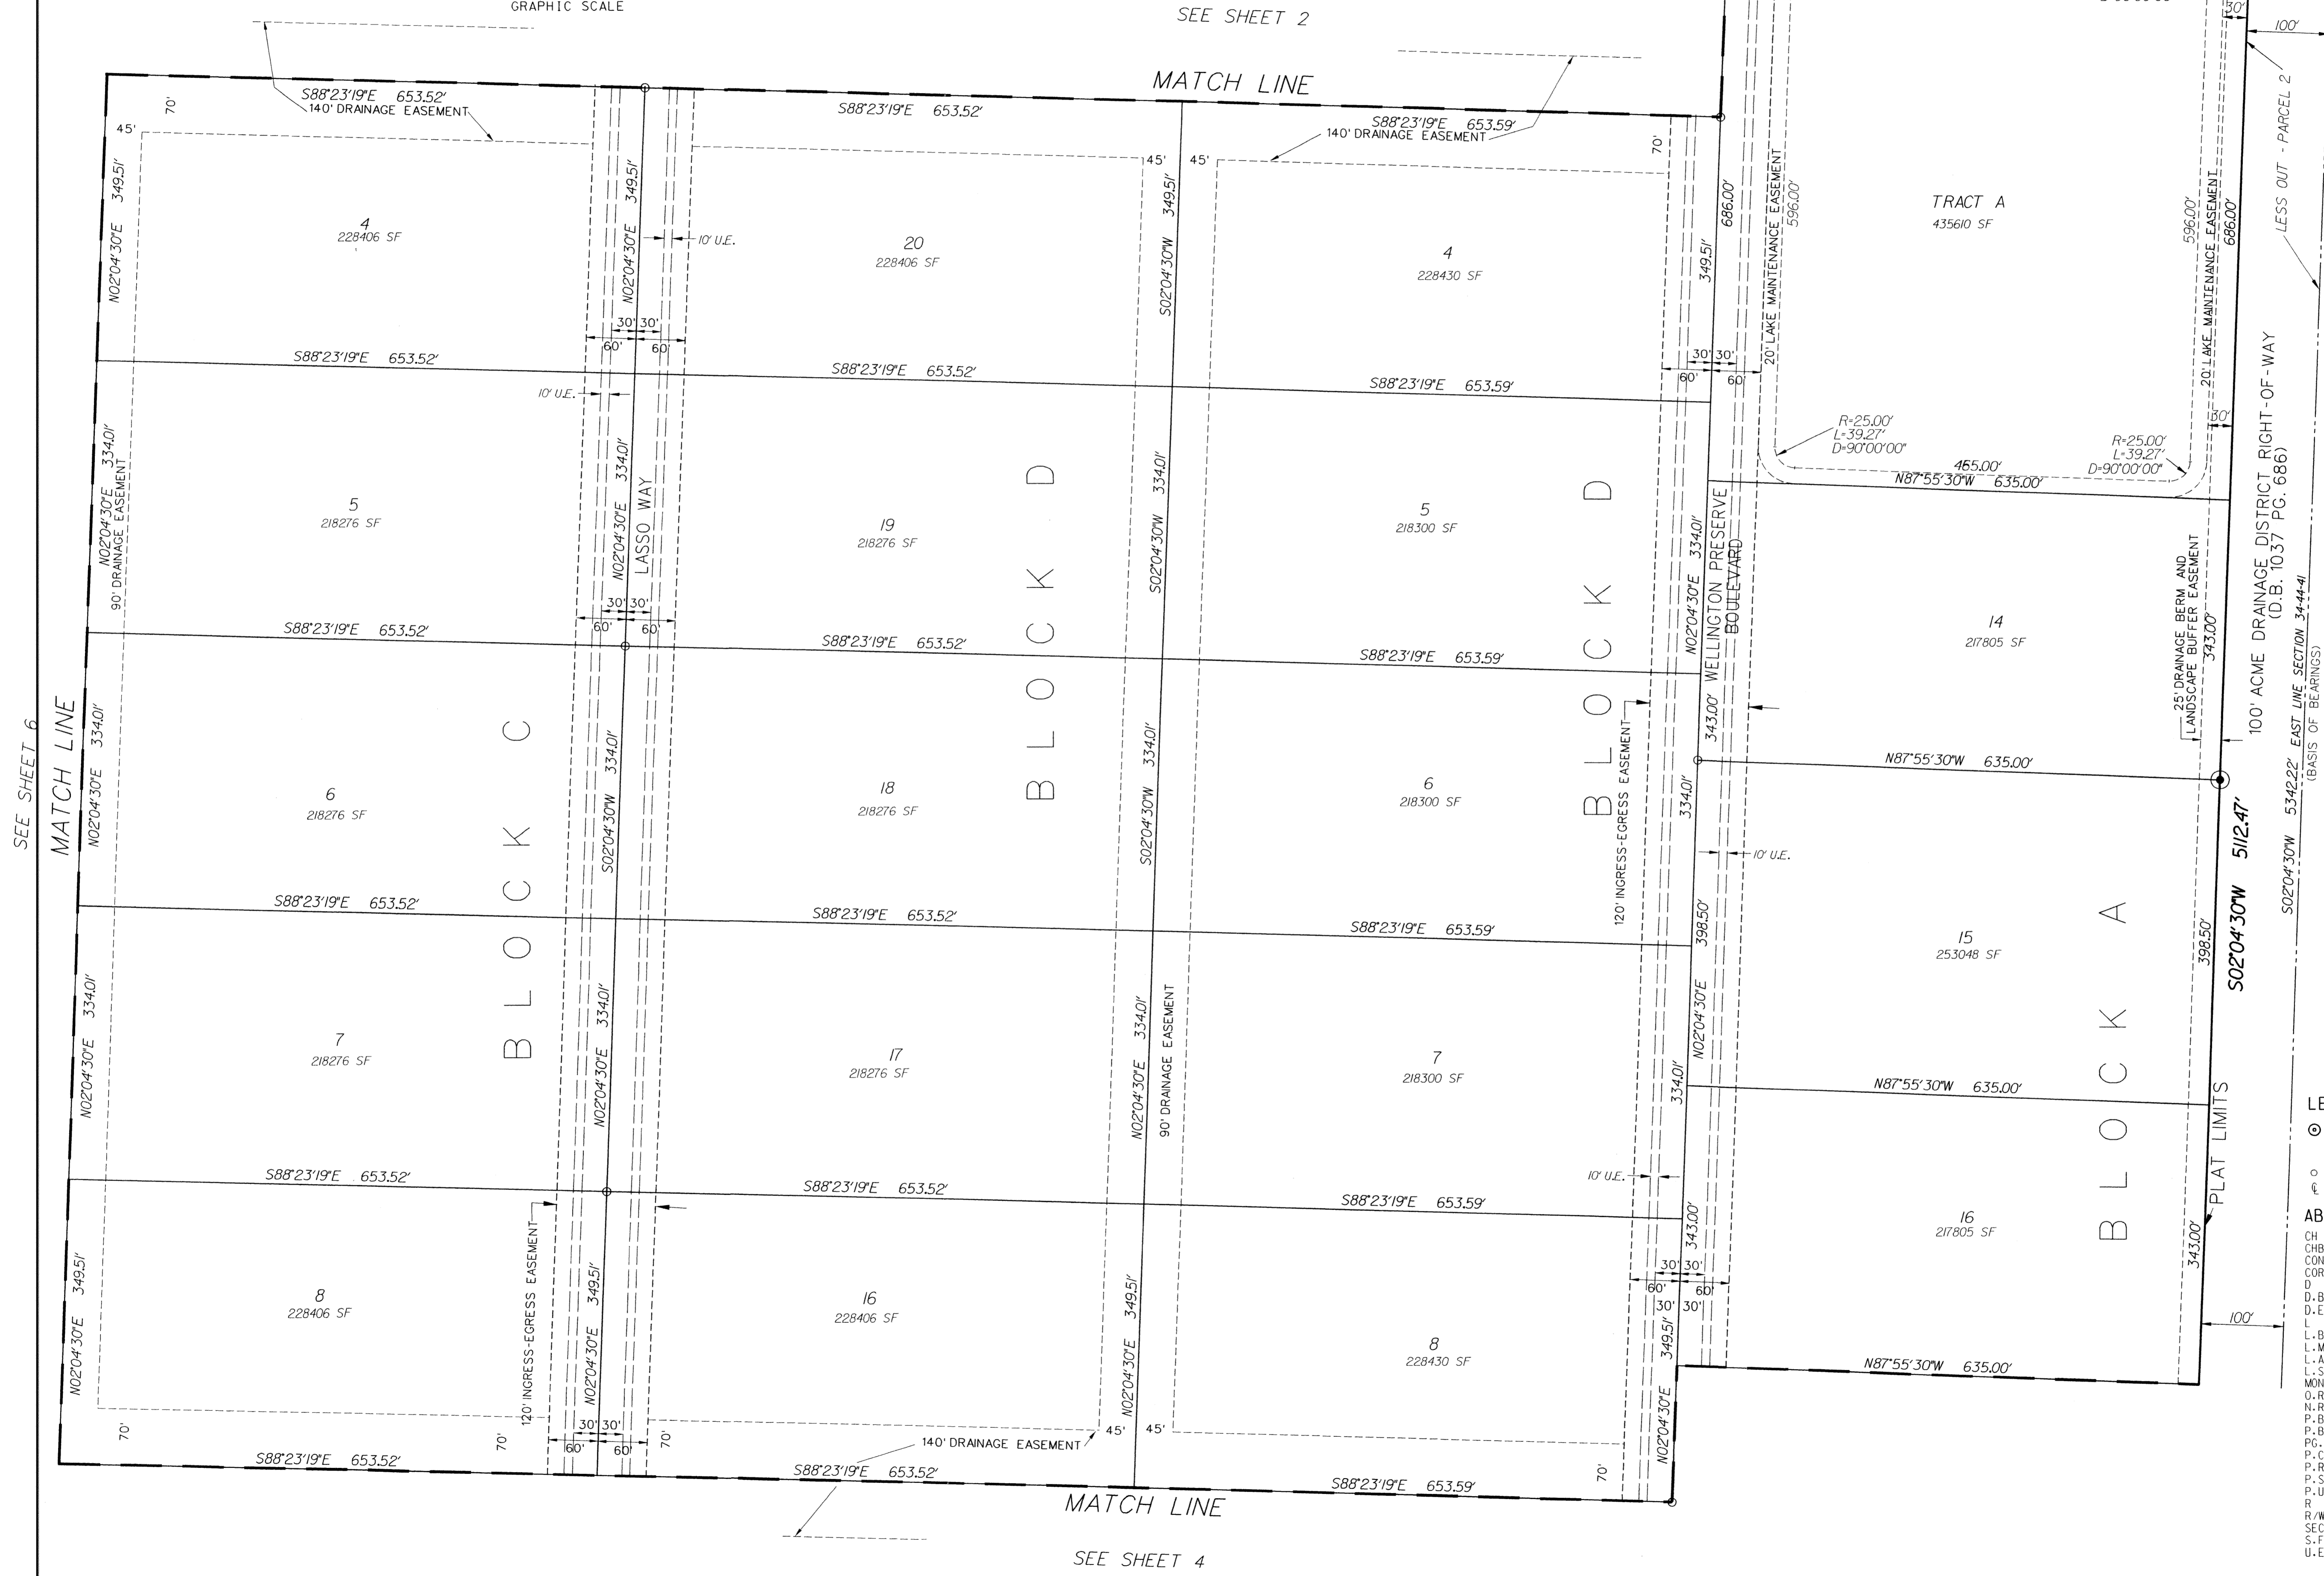 GRAPHIC SCALE
SEE SHEET 2
MATCH LINE
30'
100'
LESS OUT - PARCEL 2
S88°23'19"E 653.52'
140' DRAINAGE EASEMENT
S88°23'19"E 653.52'
S88°23'19"E 653.59'
140' DRAINAGE EASEMENT
70'
45'
45'
45'
70'
N02°04'30"E 349.51'
4
228406 SF
N02°04'30"E 349.51'
10' U.E.
20
228406 SF
S02°04'30"W 349.51'
4
228430 SF
349.51'
686.00'
20' LAKE MAINTENANCE EASEMENT
596.00'
TRACT A
435610 SF
596.00'
20' LAKE MAINTENANCE EASEMENT
686.00'
30' 30'
60' 60'
30' 30'
60' 60'
S88°23'19"E 653.52'
S88°23'19"E 653.52'
S88°23'19"E 653.59'
10' U.E.
R=25.00'
L=39.27'
D=90°00'00"
R=25.00'
L=39.27'
D=90°00'00"
30'
N87°55'30"W 635.00'
N02°04'30"E 334.01'
90' DRAINAGE EASEMENT
5
218276 SF
N02°04'30"E 334.01'
LASSO WAY
19
218276 SF
BLOCK D
S02°04'30"W 334.01'
5
218300 SF
BLOCK D
N02°04'30"E 334.01'
WELLINGTON PRESERVE
BOULEVARD
343.00'
14
217805 SF
25' DRAINAGE BERM AND
LANDSCAPE BUFFER EASEMENT
343.00'
100' ACME DRAINAGE DISTRICT RIGHT-OF-WAY
(D.B. 1037 PG. 686)
S02°04'30"W 5342.22' EAST LINE SECTION 34-44-41
(BASIS OF BEARINGS)
30' 30'
60' 60'
S88°23'19"E 653.52'
S88°23'19"E 653.52'
S88°23'19"E 653.59'
SEE SHEET 6
MATCH LINE
N02°04'30"E 334.01'
6
218276 SF
BLOCK C
S02°04'30"W 334.01'
18
218276 SF
S02°04'30"W 334.01'
6
218300 SF
120' INGRESS-EGRESS EASEMENT
334.01'
N87°55'30"W 635.00'
10' U.E.
S88°23'19"E 653.52'
S88°23'19"E 653.52'
S88°23'19"E 653.59'
398.50'
N02°04'30"E
15
253048 SF
BLOCK A
398.50'
S02°04'30"W 5112.47'
N02°04'30"E 334.01'
7
218276 SF
N02°04'30"E 334.01'
17
218276 SF
N02°04'30"E 334.01'
90' DRAINAGE EASEMENT
7
218300 SF
334.01'
N87°55'30"W 635.00'
PLAT LIMITS
S88°23'19"E 653.52'
S88°23'19"E 653.52'
S88°23'19"E 653.59'
10' U.E.
N02°04'30"E 349.51'
8
228406 SF
120' INGRESS-EGRESS EASEMENT
N02°04'30"E 349.51'
16
228406 SF
N02°04'30"E 349.51'
8
228430 SF
343.00'
30' 30'
60' 60'
30' 30'
N02°04'30"E 349.51'
16
217805 SF
343.00'
100'
N87°55'30"W 635.00'
70'
70'
30' 30'
60' 60'
70'
140' DRAINAGE EASEMENT
45'
45'
70'
S88°23'19"E 653.52'
S88°23'19"E 653.52'
S88°23'19"E 653.59'
MATCH LINE
SEE SHEET 4
CH
D
L
PG.
R